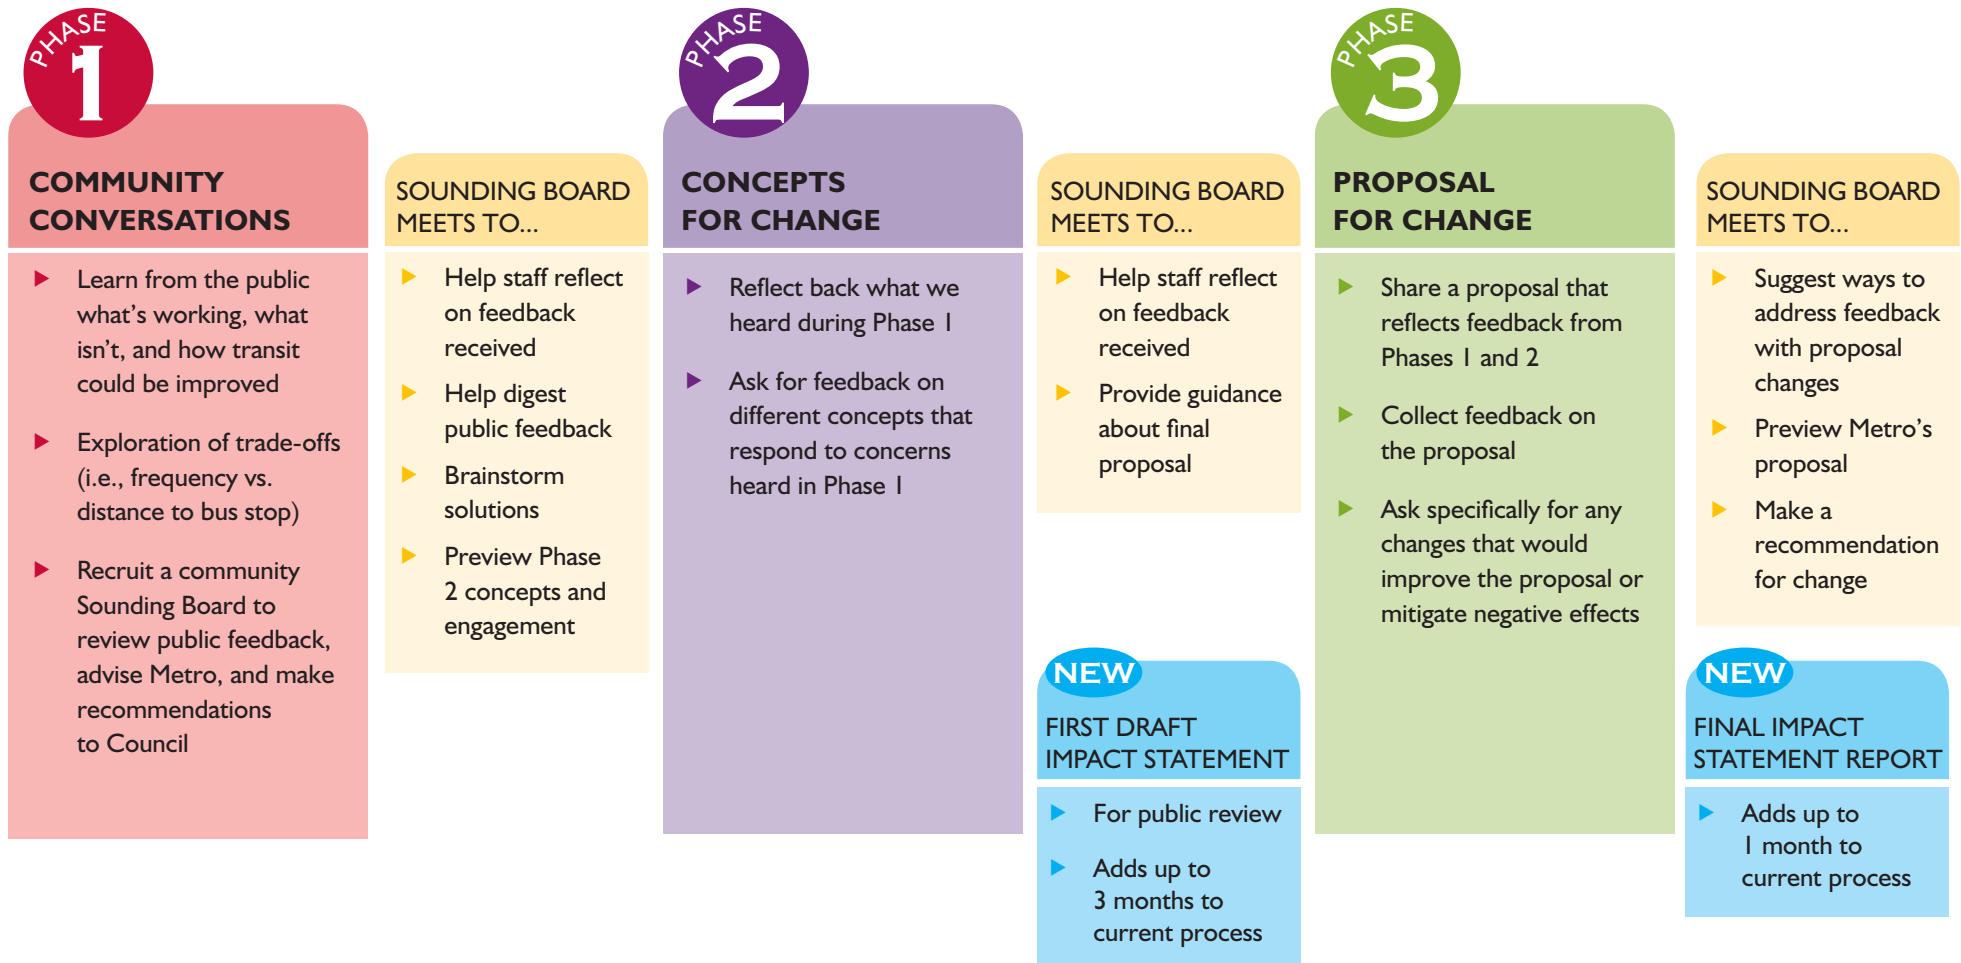 PHASE
1
COMMUNITY
CONVERSATIONS
Learn from the public
what's working, what
isn't, and how transit
could be improved
Exploration of trade-offs
(i.e., frequency vs.
distance to bus stop)
Recruit a community
Sounding Board to
review public feedback,
advise Metro, and make
recommendations
to Council
SOUNDING BOARD
MEETS TO...
Help staff reflect
on feedback
received
Help digest
public feedback
Brainstorm
solutions
Preview Phase
2 concepts and
engagement
PHASE
2
CONCEPTS
FOR CHANGE
Reflect back what we
heard during Phase 1
Ask for feedback on
different concepts that
respond to concerns
heard in Phase 1
SOUNDING BOARD
MEETS TO...
Help staff reflect
on feedback
received
Provide guidance
about final
proposal
NEW
FIRST DRAFT
IMPACT STATEMENT
For public review
Adds up to
3 months to
current process
PHASE
3
PROPOSAL
FOR CHANGE
Share a proposal that
reflects feedback from
Phases 1 and 2
Collect feedback on
the proposal
Ask specifically for any
changes that would
improve the proposal or
mitigate negative effects
SOUNDING BOARD
MEETS TO...
Suggest ways to
address feedback
with proposal
changes
Preview Metro's
proposal
Make a
recommendation
for change
NEW
FINAL IMPACT
STATEMENT REPORT
Adds up to
1 month to
current process